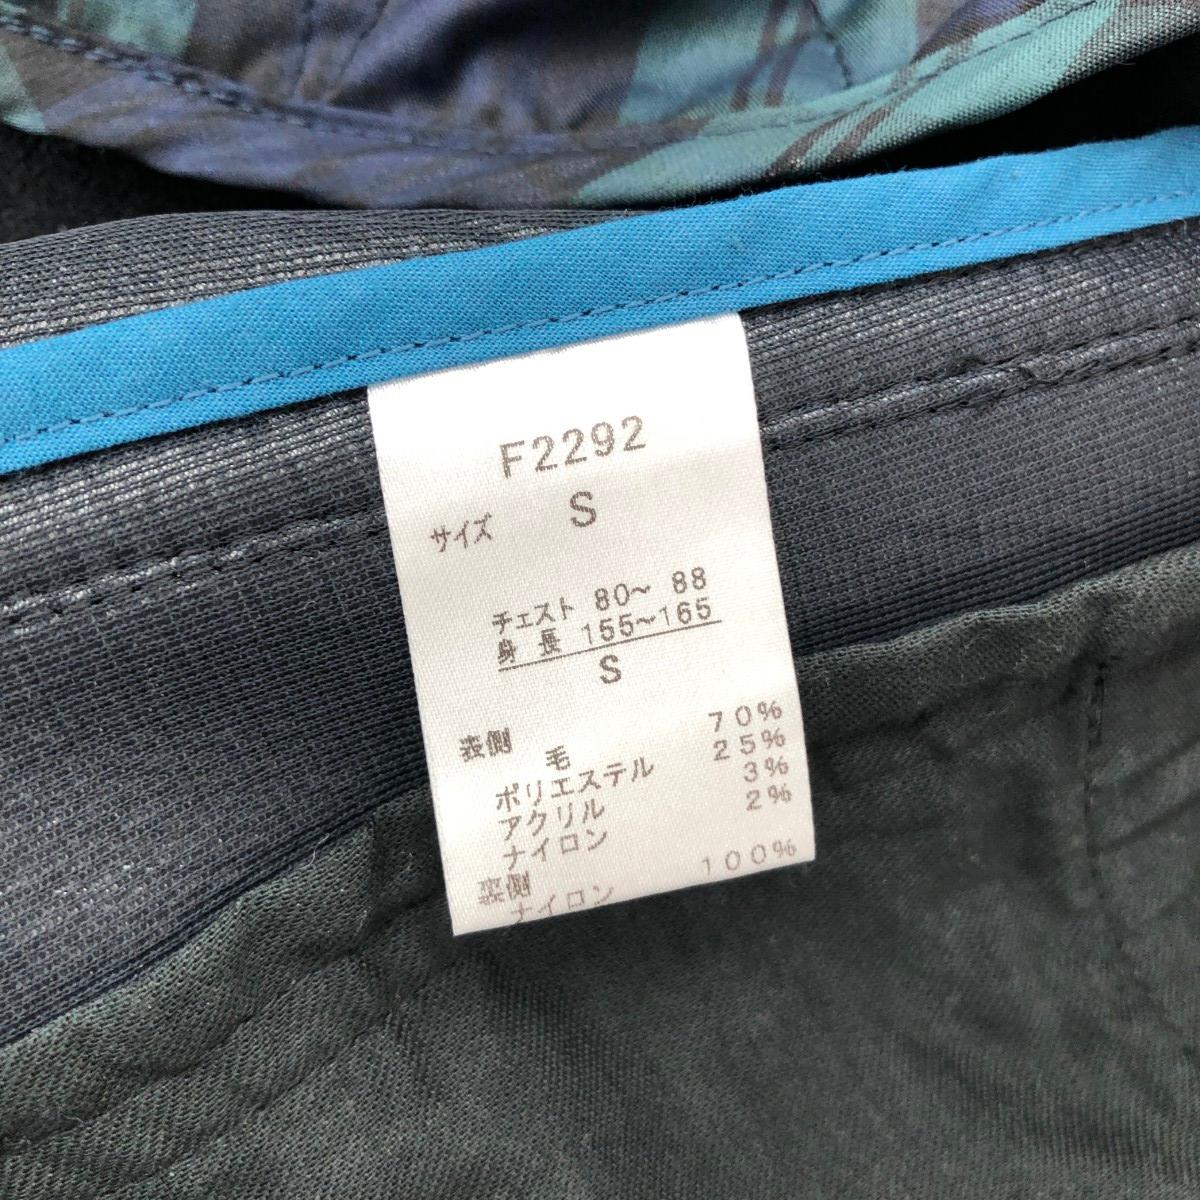 F2292
サイズ S
チェスト 80~ 88
身 長 155~165
S
表側
毛 70%
ポリエステル 25%
アクリル 3%
ナイロン 2%
裏側
ナイロン 100%